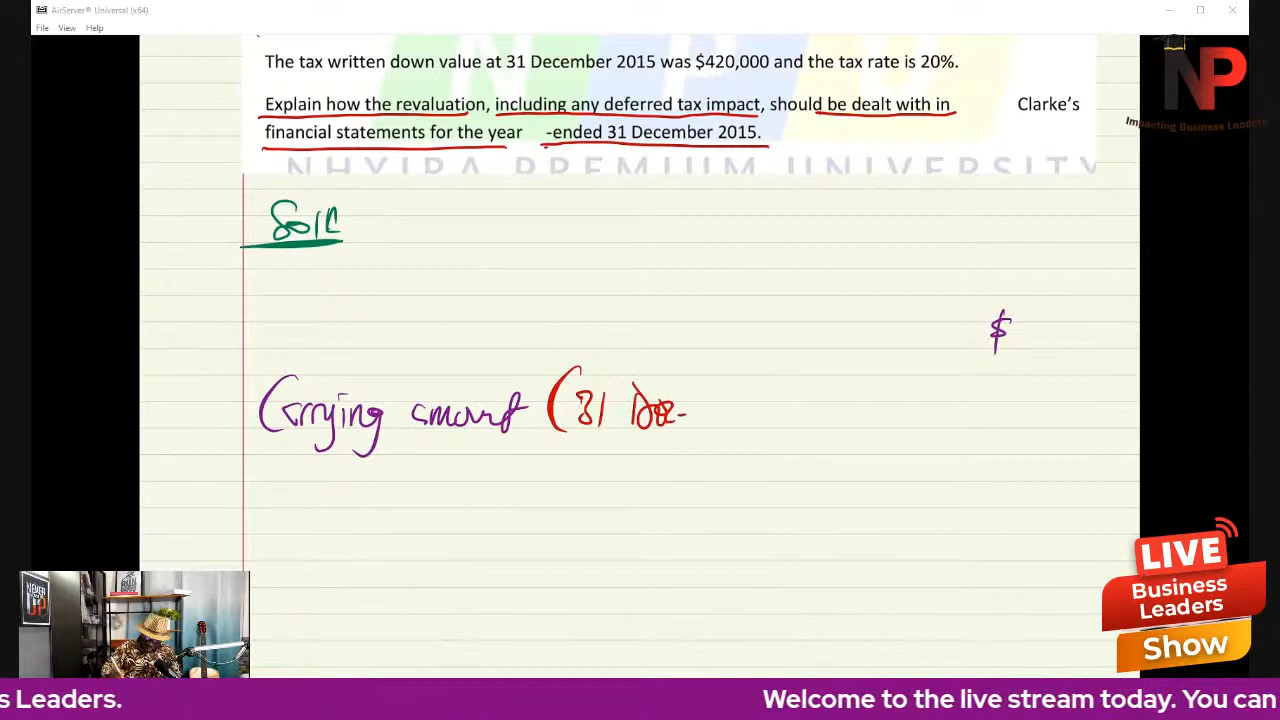 AirServer® Universal (x64)
File View Help
The tax written down value at 31 December 2015 was $420,000 and the tax rate is 20%.
Explain how the revaluation, including any deferred tax impact, should be dealt with in Clarke's
financial statements for the year -ended 31 December 2015.
NHYIRA PREMIUM UNIVERSITY
NP
Impacting Business Leaders
Soln
$
Carrying amount (31 Dec-
NEVER
UP
LIVE
Business
Leaders
Show
s Leaders. Welcome to the live stream today. You can